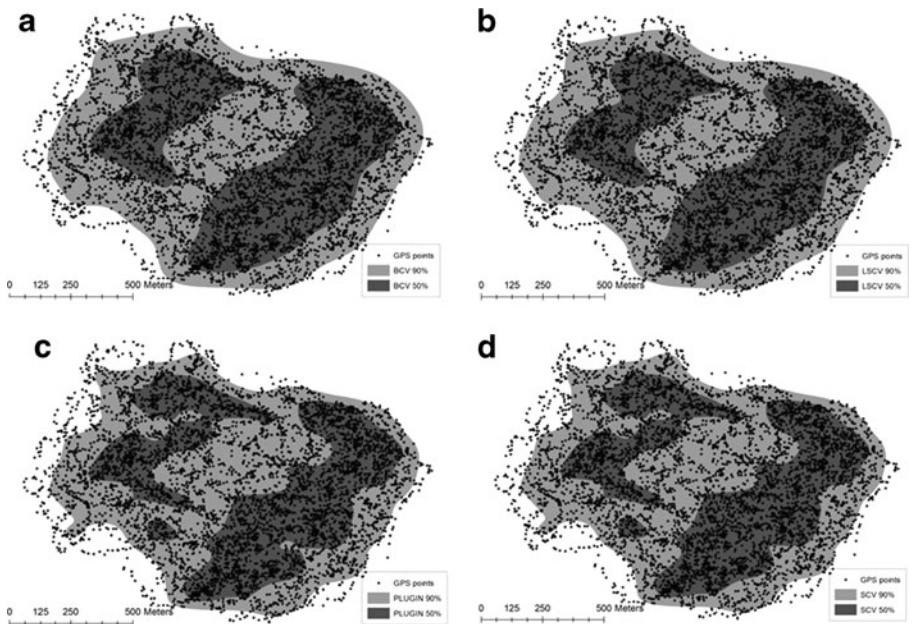 a
GPS points
BCV 90%
BCV 50%
0 125 250 500 Meters
b
GPS points
LSCV 90%
LSCV 50%
0 125 250 500 Meters
c
GPS points
PLUGIN 90%
PLUGIN 50%
0 125 250 500 Meters
d
GPS points
SCV 90%
SCV 50%
0 125 250 500 Meters